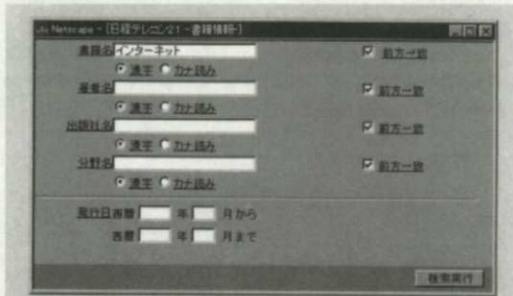 Netscape - [日経テレコン21 -書籍情報-]
書籍名 インターネット 前方一致
漢字 カナ読み
著者名 前方一致
漢字 カナ読み
出版社名 前方一致
漢字 カナ読み
分野名 前方一致
漢字 カナ読み
発行日 西暦 年 月から
西暦 年 月まで
検索実行